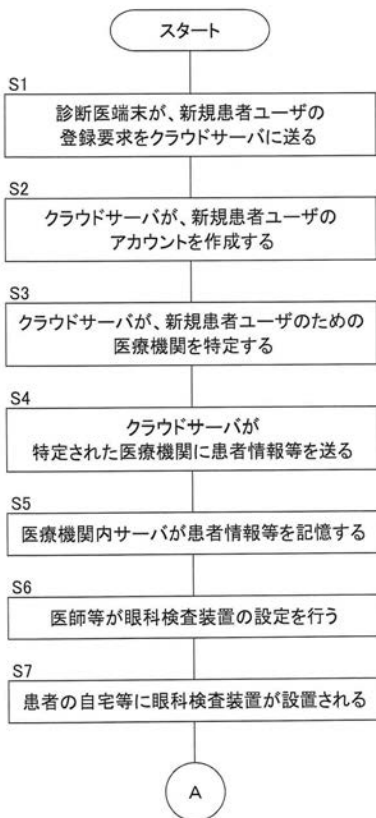 スタート
S1
診断医端末が、新規患者ユーザの
登録要求をクラウドサーバに送る
S2
クラウドサーバが、新規患者ユーザの
アカウントを作成する
S3
クラウドサーバが、新規患者ユーザのための
医療機関を特定する
S4
クラウドサーバが
特定された医療機関に患者情報等を送る
S5
医療機関内サーバが患者情報等を記憶する
S6
医師等が眼科検査装置の設定を行う
S7
患者の自宅等に眼科検査装置が設置される
A